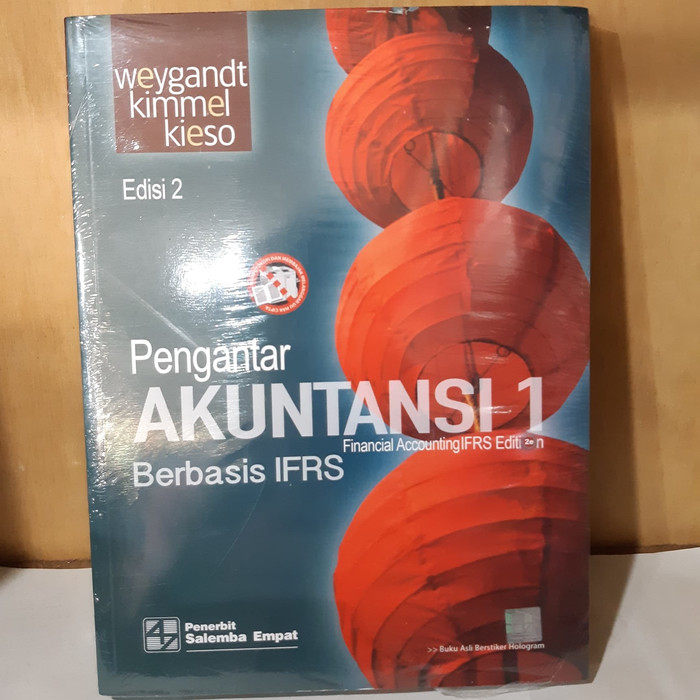 weygandt
kimmel
kieso
Edisi 2
Pengantar
AKUNTANSI 1
Financial Accounting IFRS Edition 2e
Berbasis IFRS
Penerbit
Salemba Empat
>> Buku Asli Berstiker Hologram